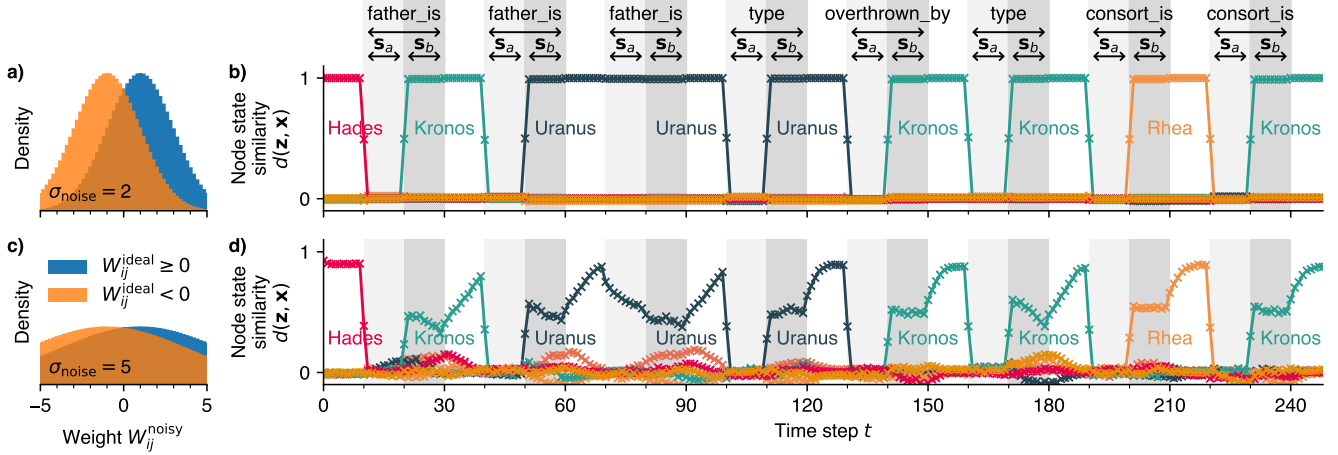 father_is father_is father_is type overthrown_by type consort_is consort_is
s_a s_b s_a s_b s_a s_b s_a s_b s_a s_b s_a s_b s_a s_b s_a s_b
a)
Density
σ_noise = 2
b)
Node state
similarity
d(z, x)
1
0
Hades Kronos Uranus Uranus Uranus Kronos Kronos Rhea Kronos
c)
Density
W_ij^ideal ≥ 0
W_ij^ideal < 0
σ_noise = 5
−5 0 5
Weight W_ij^noisy
d)
Node state
similarity
d(z, x)
1
0
Hades Kronos Uranus Uranus Uranus Kronos Kronos Rhea Kronos
0 30 60 90 120 150 180 210 240
Time step t